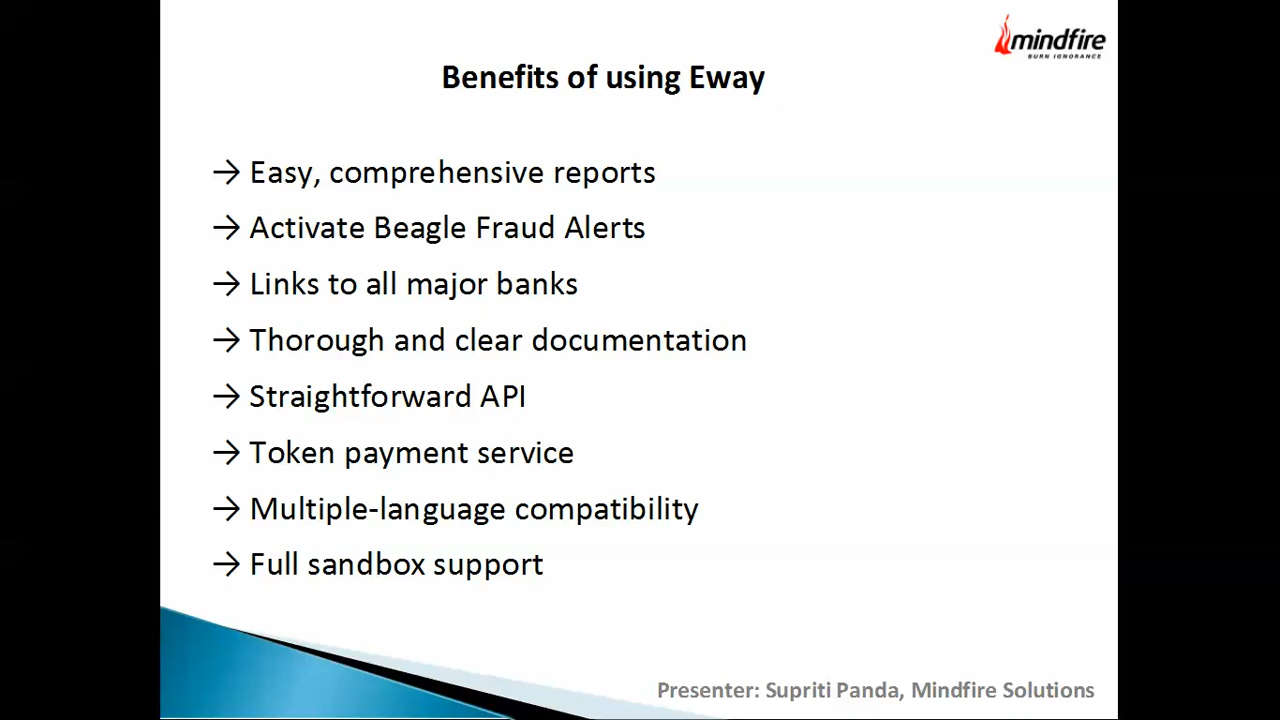 mindfire
BURN IGNORANCE
Benefits of using Eway
→ Easy, comprehensive reports
→ Activate Beagle Fraud Alerts
→ Links to all major banks
→ Thorough and clear documentation
→ Straightforward API
→ Token payment service
→ Multiple-language compatibility
→ Full sandbox support
Presenter: Supriti Panda, Mindfire Solutions